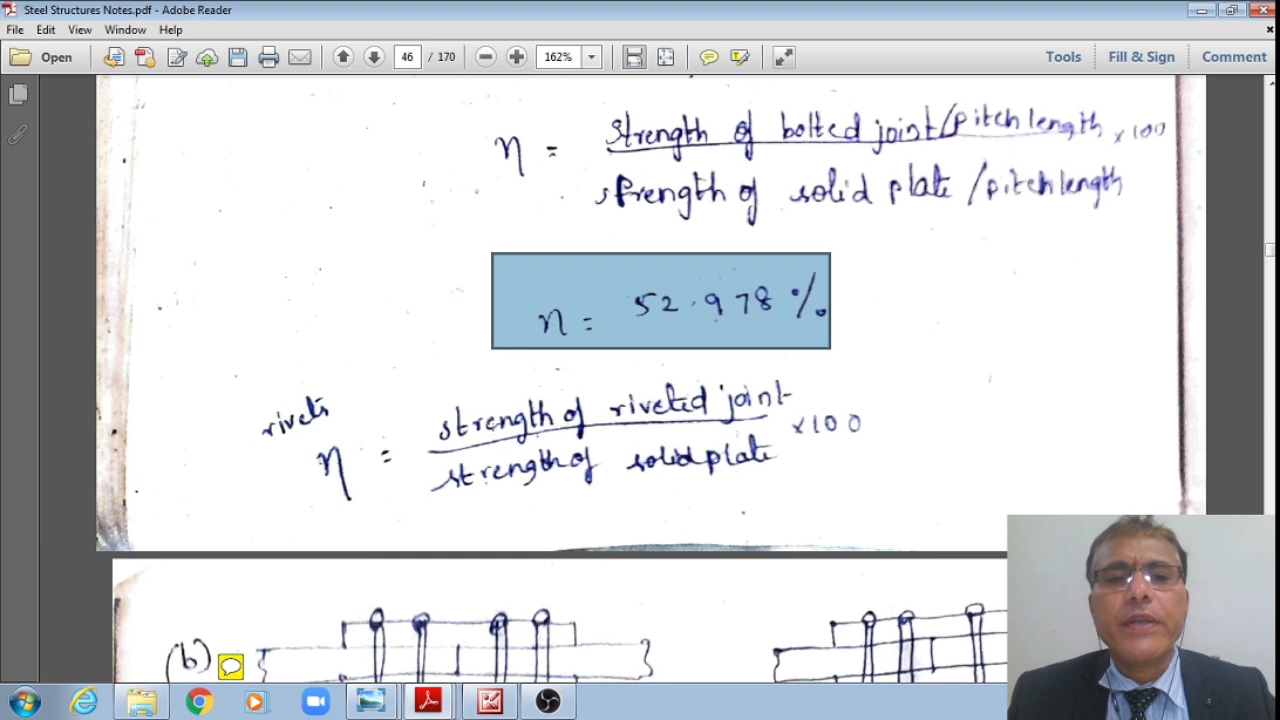 Steel Structures Notes.pdf - Adobe Reader
File Edit View Window Help
Open 46 / 170 162% Tools Fill & Sign Comment
η = strength of bolted joint/pitch length × 100
strength of solid plate /pitch length
η = 52.978 %
rivets
η = strength of riveted joint × 100
strength of solid plate
(b)